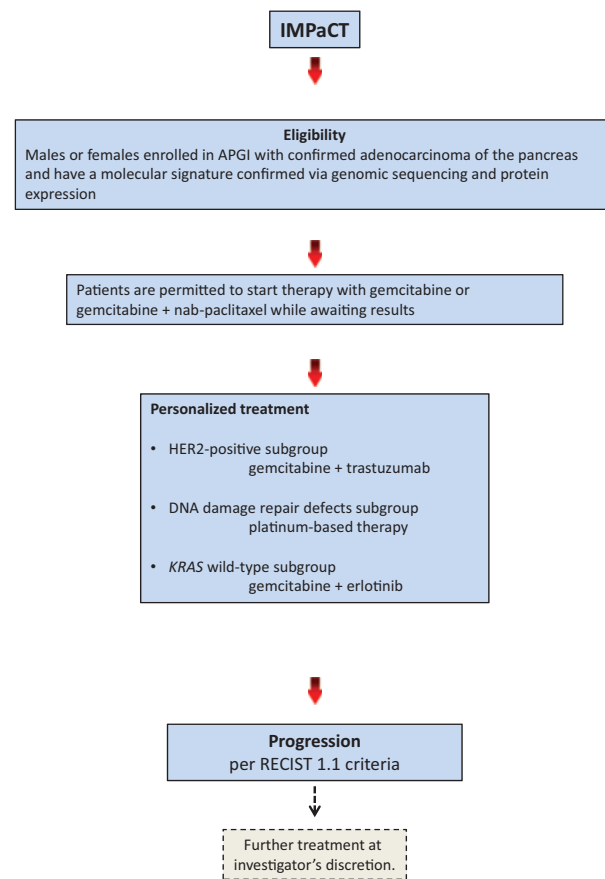 IMPaCT
Eligibility
Males or females enrolled in APGI with confirmed adenocarcinoma of the pancreas
and have a molecular signature confirmed via genomic sequencing and protein
expression
Patients are permitted to start therapy with gemcitabine or
gemcitabine + nab-paclitaxel while awaiting results
Personalized treatment
• HER2-positive subgroup
gemcitabine + trastuzumab
• DNA damage repair defects subgroup
platinum-based therapy
• KRAS wild-type subgroup
gemcitabine + erlotinib
Progression
per RECIST 1.1 criteria
Further treatment at
investigator's discretion.